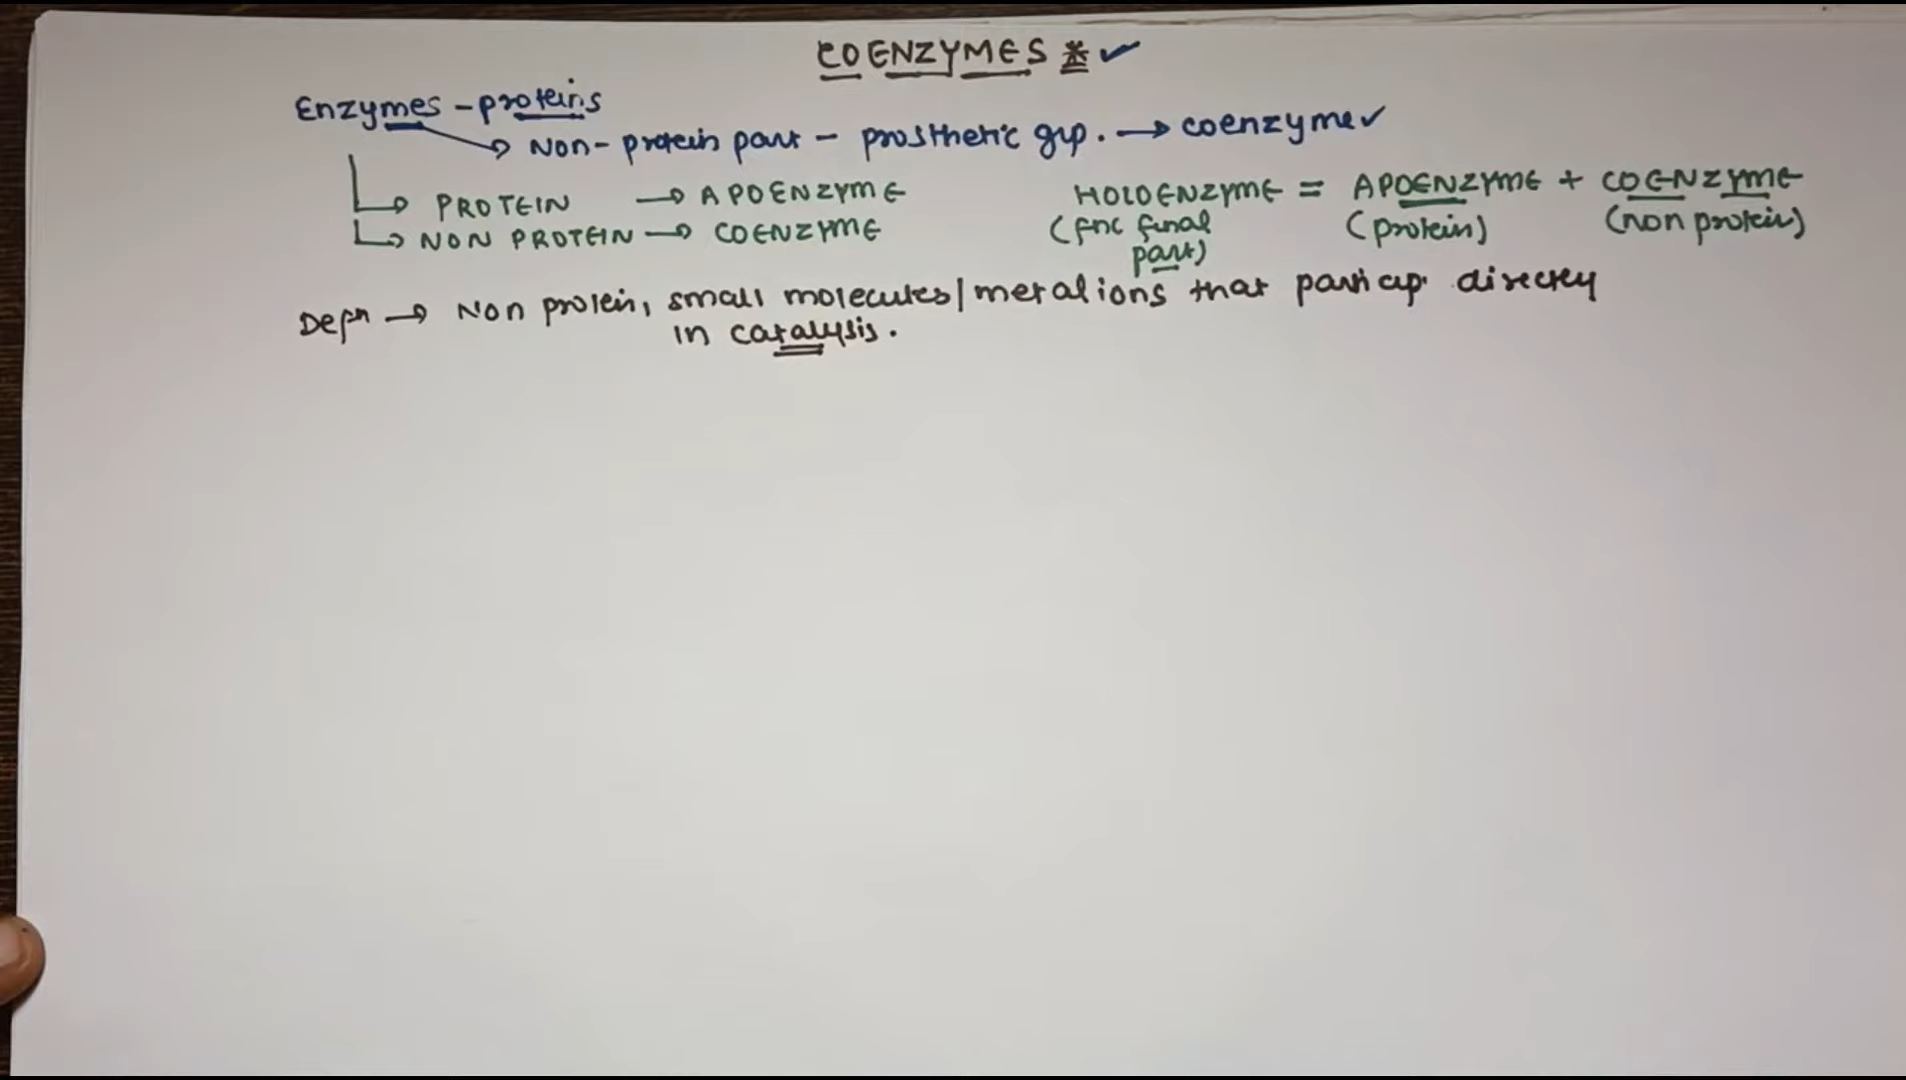 COENZYMES * ✓
Enzymes - proteins
Non-protein part - prosthetic grp. → coenzyme ✓
PROTEIN → APOENZYME
NON PROTEIN → COENZYME
HOLOENZYME = APOENZYME + COENZYME
(fnc final part) (protein) (non protein)
Defn → Non protein, small molecules/metal ions that particip. directly
in catalysis.